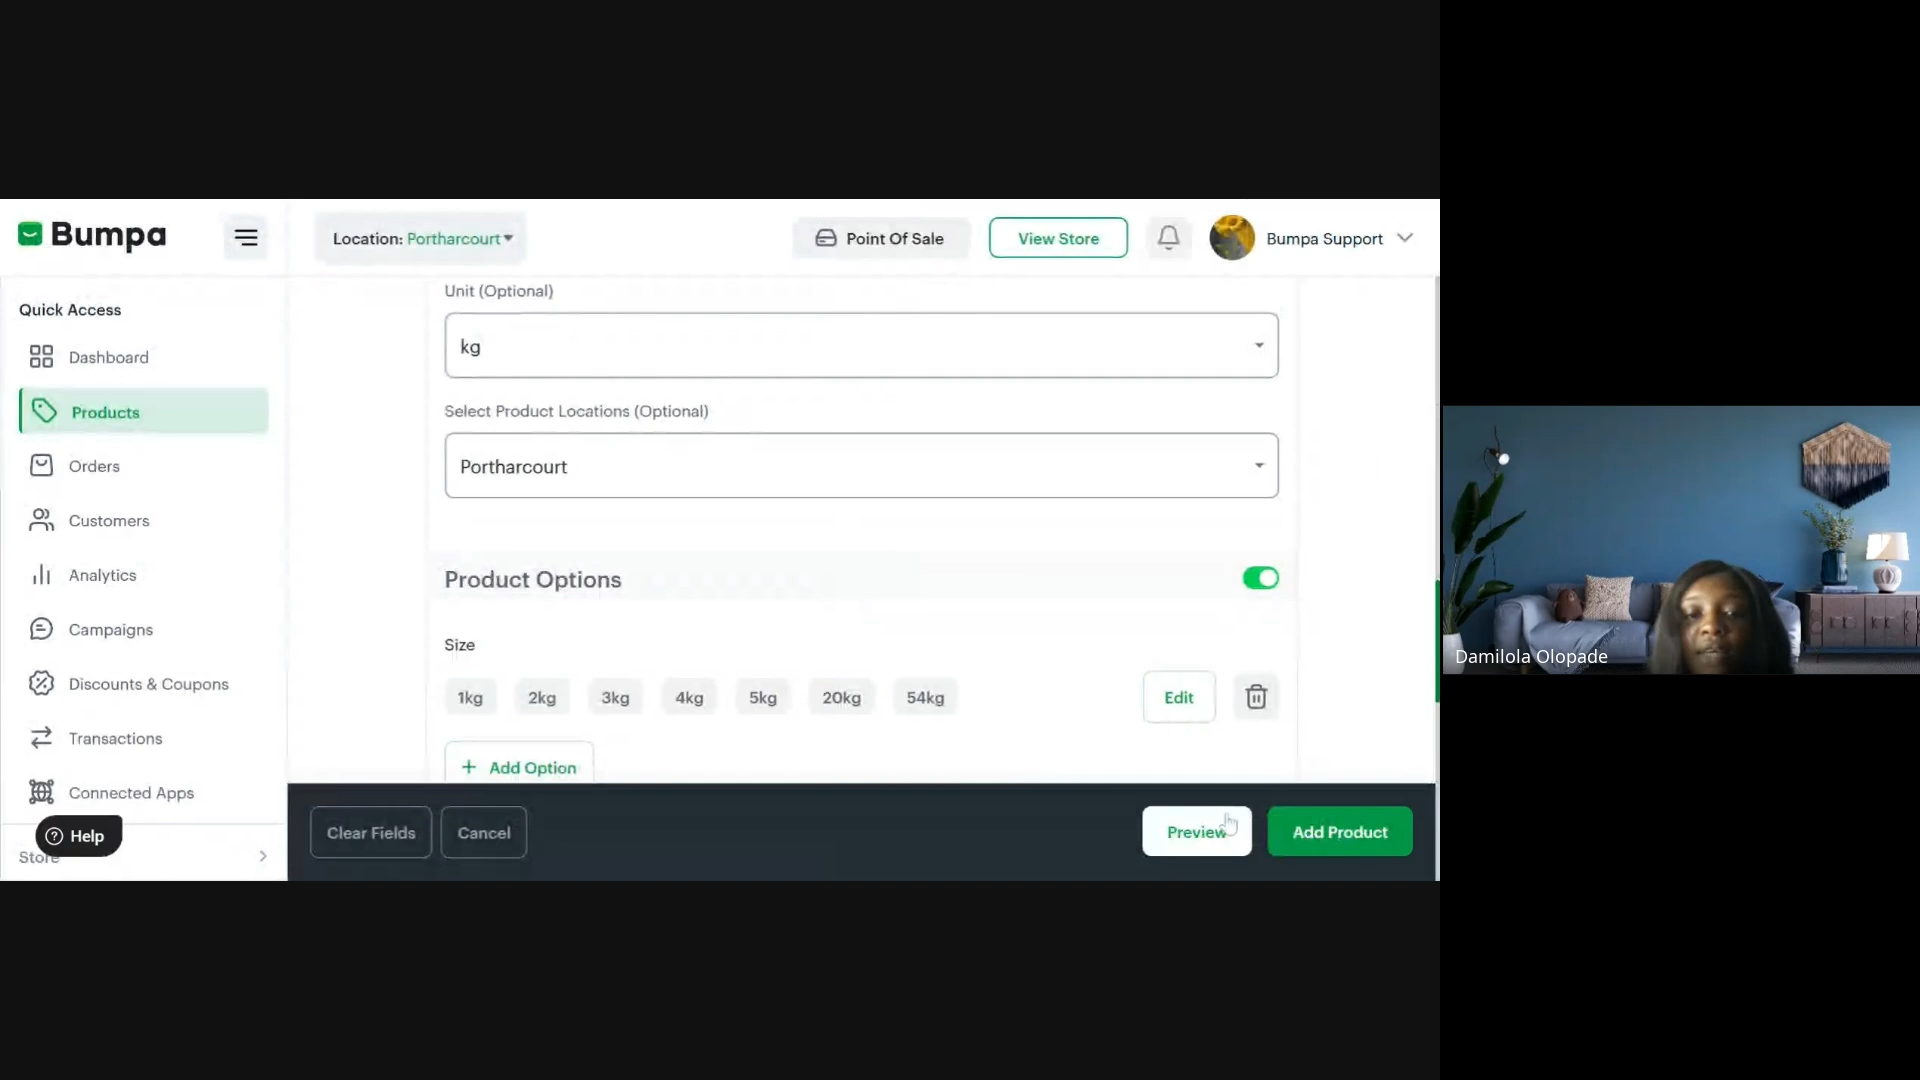 Bumpa
Location: Portharcourt
Point Of Sale
View Store
Bumpa Support
Quick Access
Dashboard
Products
Orders
Customers
Analytics
Campaigns
Discounts & Coupons
Transactions
Connected Apps
Help
Store
Unit (Optional)
kg
Select Product Locations (Optional)
Portharcourt
Product Options
Size
1kg 2kg 3kg 4kg 5kg 20kg 54kg
Edit
+ Add Option
Clear Fields
Cancel
Preview
Add Product
Damilola Olopade